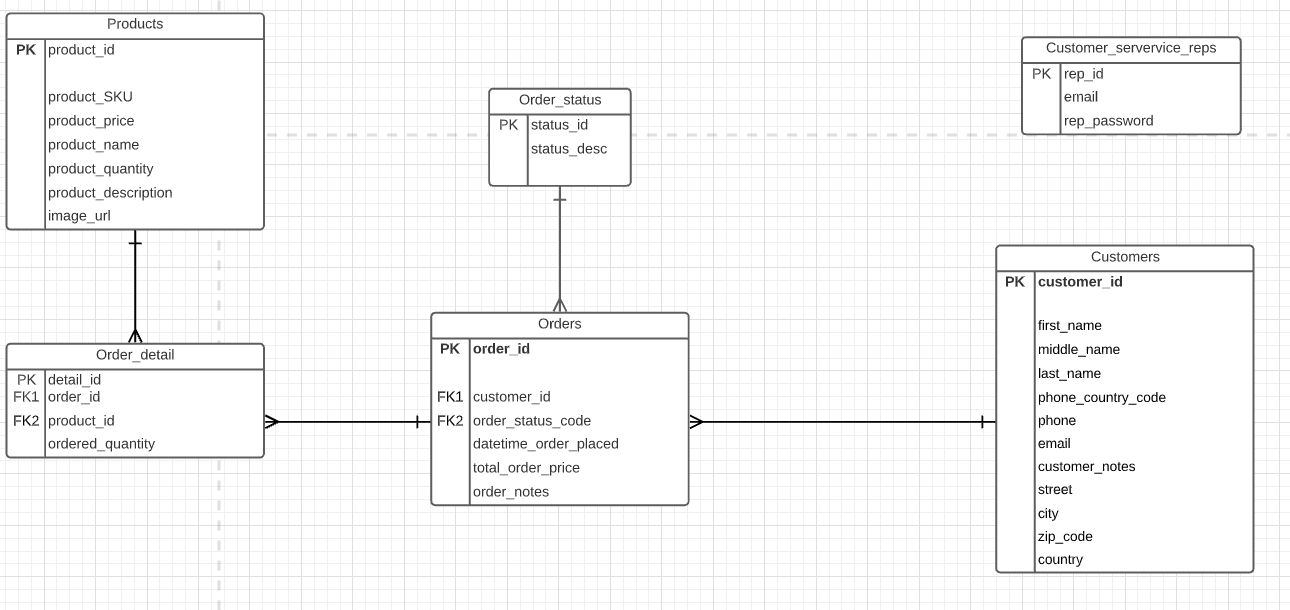 Products
PK product_id
product_SKU
product_price
product_name
product_quantity
product_description
image_url
Order_status
PK status_id
status_desc
Customer_servervice_reps
PK rep_id
email
rep_password
Order_detail
PK detail_id
FK1 order_id
FK2 product_id
ordered_quantity
Orders
PK order_id
FK1 customer_id
FK2 order_status_code
datetime_order_placed
total_order_price
order_notes
Customers
PK customer_id
first_name
middle_name
last_name
phone_country_code
phone
email
customer_notes
street
city
zip_code
country